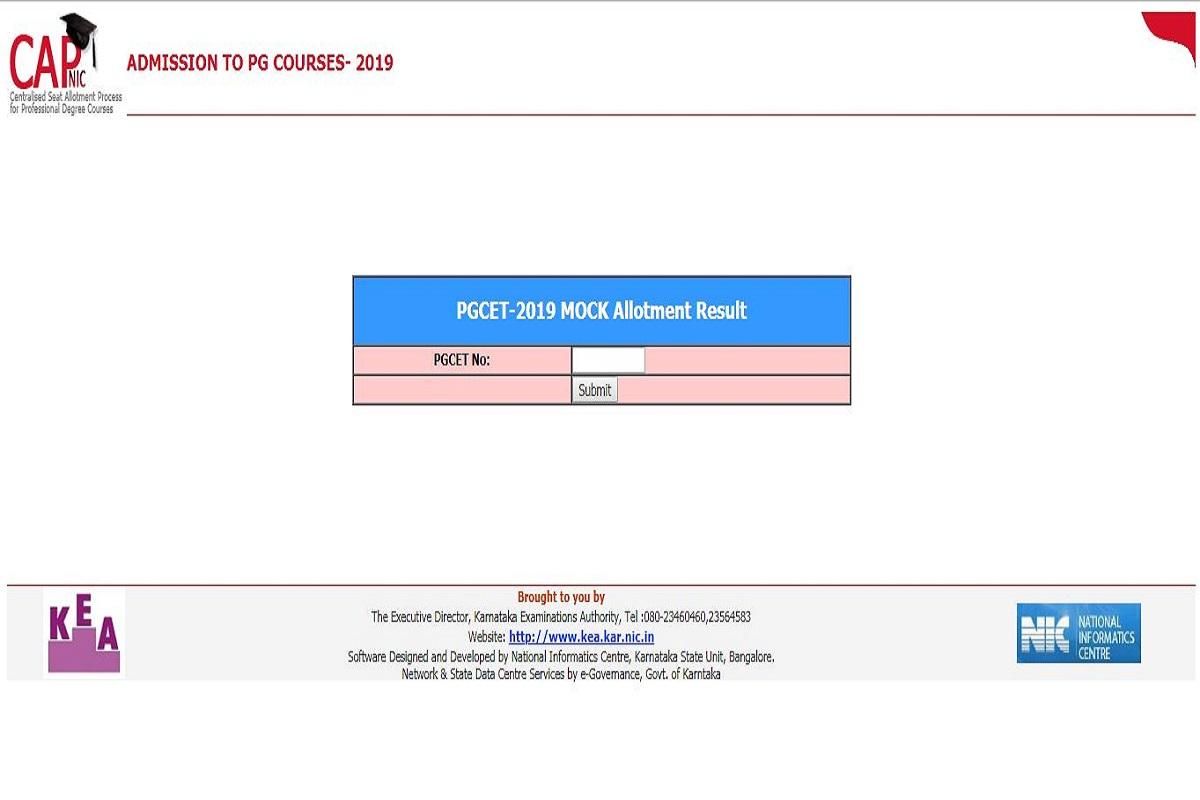 CAP
NIC
Centralised Seat Allotment Process
for Professional Degree Courses
ADMISSION TO PG COURSES- 2019
PGCET-2019 MOCK Allotment Result
PGCET No:
Submit
Brought to you by
The Executive Director, Karnataka Examinations Authority, Tel :080-23460460,23564583
Website: http://www.kea.kar.nic.in
Software Designed and Developed by National Informatics Centre, Karnataka State Unit, Bangalore.
Network & State Data Centre Services by e-Governance, Govt. of Karntaka
KEA
NIC
NATIONAL
INFORMATICS
CENTRE